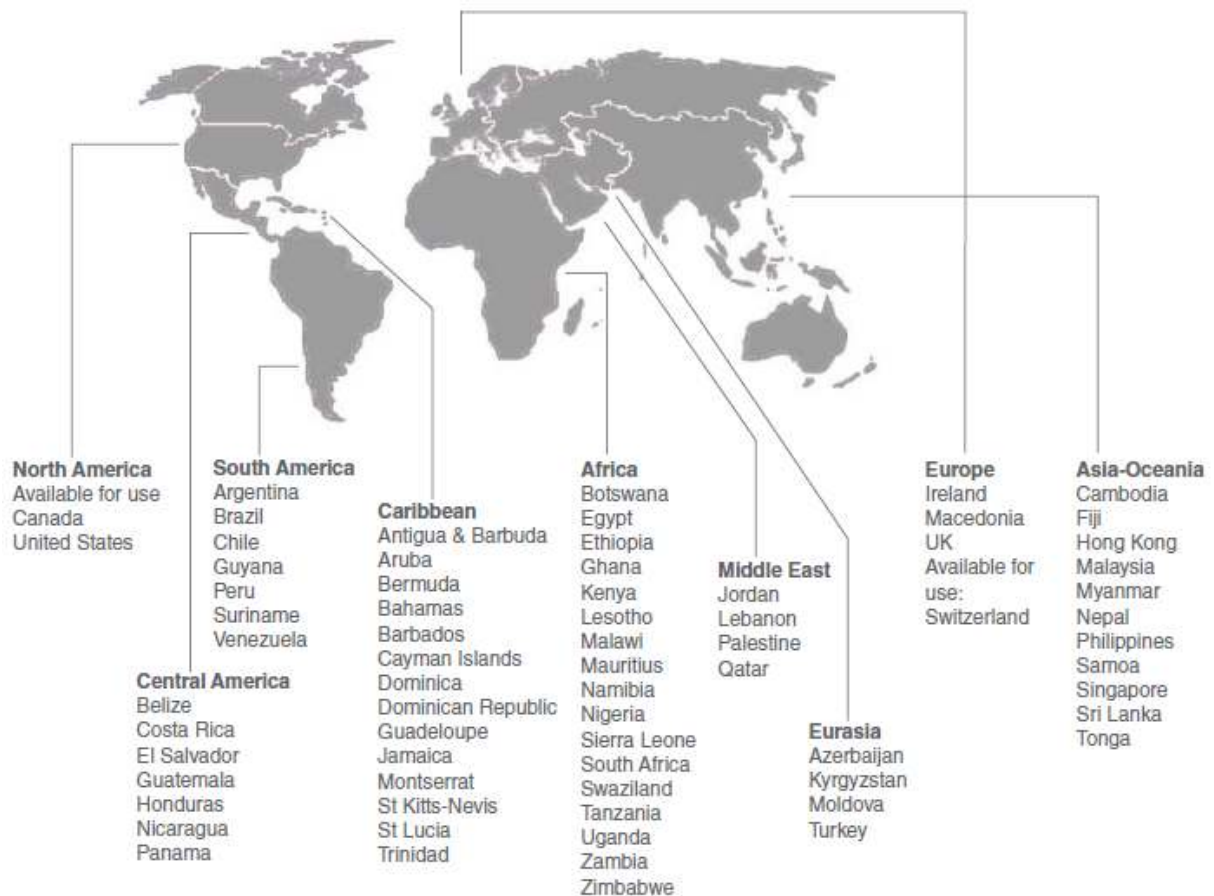 North America
Available for use
Canada
United States
South America
Argentina
Brazil
Chile
Guyana
Peru
Suriname
Venezuela
Central America
Belize
Costa Rica
El Salvador
Guatemala
Honduras
Nicaragua
Panama
Caribbean
Antigua & Barbuda
Aruba
Bermuda
Bahamas
Barbados
Cayman Islands
Dominica
Dominican Republic
Guadeloupe
Jamaica
Montserrat
St Kitts-Nevis
St Lucia
Trinidad
Africa
Botswana
Egypt
Ethiopia
Ghana
Kenya
Lesotho
Malawi
Mauritius
Namibia
Nigeria
Sierra Leone
South Africa
Swaziland
Tanzania
Uganda
Zambia
Zimbabwe
Middle East
Jordan
Lebanon
Palestine
Qatar
Eurasia
Azerbaijan
Kyrgyzstan
Moldova
Turkey
Europe
Ireland
Macedonia
UK
Available for
use:
Switzerland
Asia-Oceania
Cambodia
Fiji
Hong Kong
Malaysia
Myanmar
Nepal
Philippines
Samoa
Singapore
Sri Lanka
Tonga